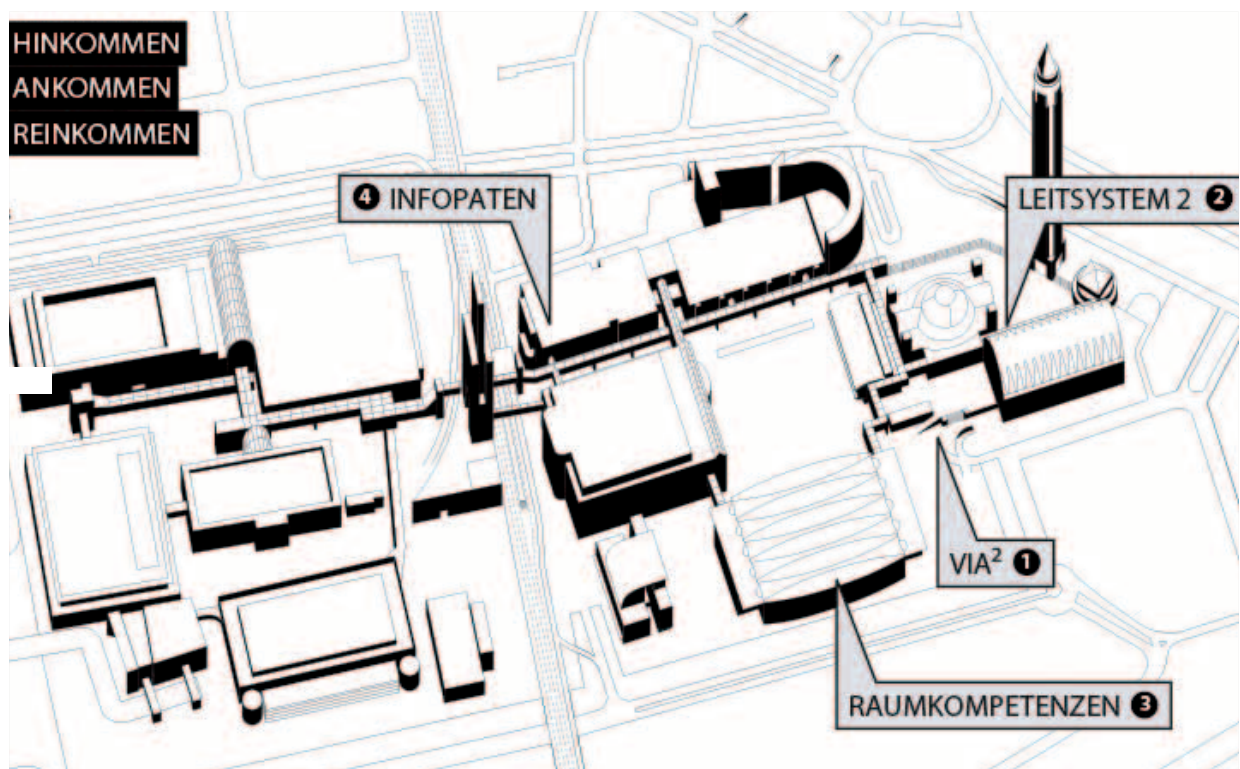 HINKOMMEN
ANKOMMEN
REINKOMMEN
❹ INFOPATEN
LEITSYSTEM 2 ❷
VIA² ❶
RAUMKOMPETENZEN ❸